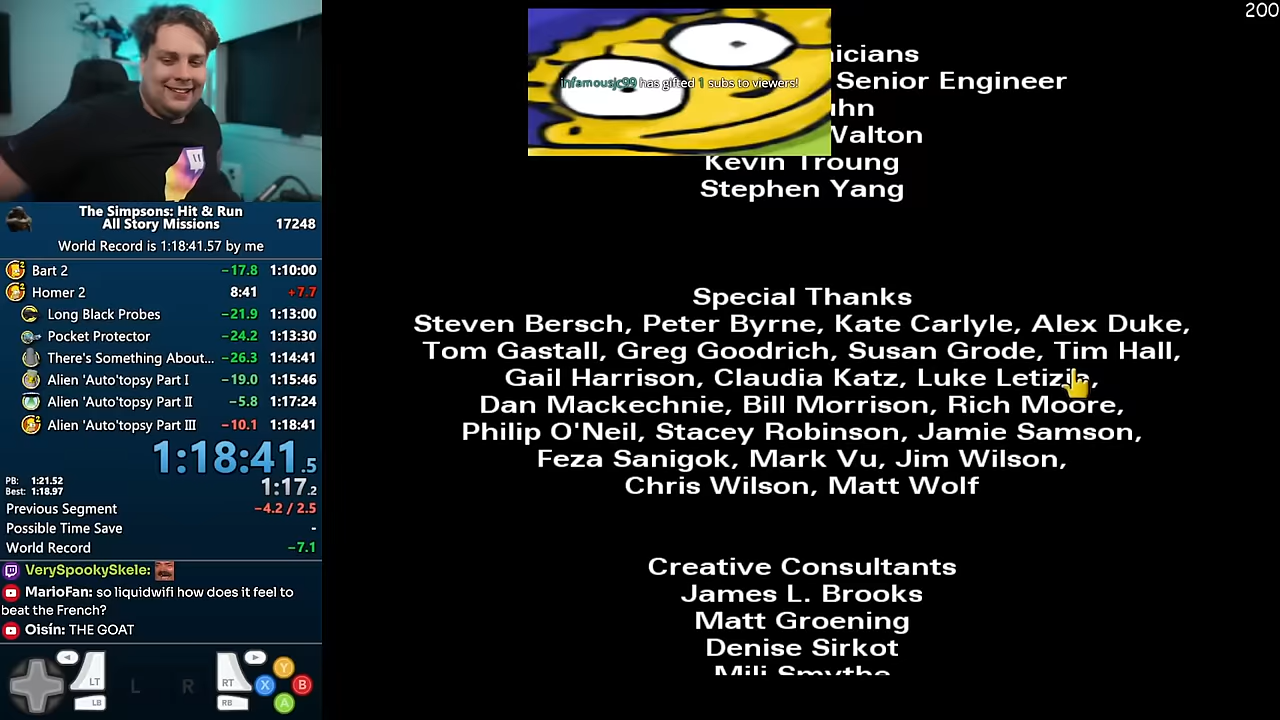 200
infamousjc99 has gifted 1 subs to viewers!
Senior Engineer
Walton
Kevin Troung
Stephen Yang
Special Thanks
Steven Bersch, Peter Byrne, Kate Carlyle, Alex Duke,
Tom Gastall, Greg Goodrich, Susan Grode, Tim Hall,
Gail Harrison, Claudia Katz, Luke Letizia,
Dan Mackechnie, Bill Morrison, Rich Moore,
Philip O'Neil, Stacey Robinson, Jamie Samson,
Feza Sanigok, Mark Vu, Jim Wilson,
Chris Wilson, Matt Wolf
Creative Consultants
James L. Brooks
Matt Groening
Denise Sirkot
The Simpsons: Hit & Run
All Story Missions 17248
World Record is 1:18:41.57 by me
Bart 2 −17.8 1:10:00
Homer 2 8:41 +7.7
Long Black Probes −21.9 1:13:00
Pocket Protector −24.2 1:13:30
There's Something About... −26.3 1:14:41
Alien 'Auto'topsy Part I −19.0 1:15:46
Alien 'Auto'topsy Part II −5.8 1:17:24
Alien 'Auto'topsy Part III −10.1 1:18:41
1:18:41.5
PB: 1:21.52
Best: 1:18.97
1:17.2
Previous Segment −4.2 / 2.5
Possible Time Save -
World Record −7.1
VerySpookySkele:
MarioFan: so liquidwifi how does it feel to
beat the French?
Oisín: THE GOAT
LT
LB
L
R
RT
RB
Y
X
B
A